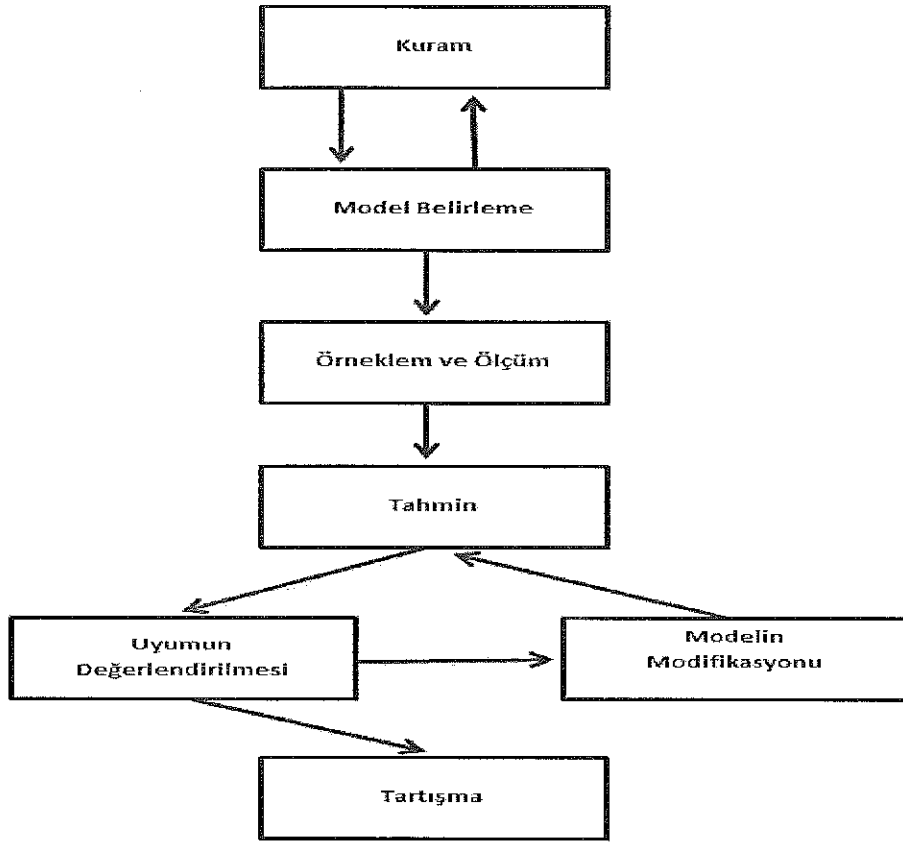 Kuram
Model Belirleme
Örneklem ve Ölçüm
Tahmin
Uyumun
Değerlendirilmesi
Modelin
Modifikasyonu
Tartışma